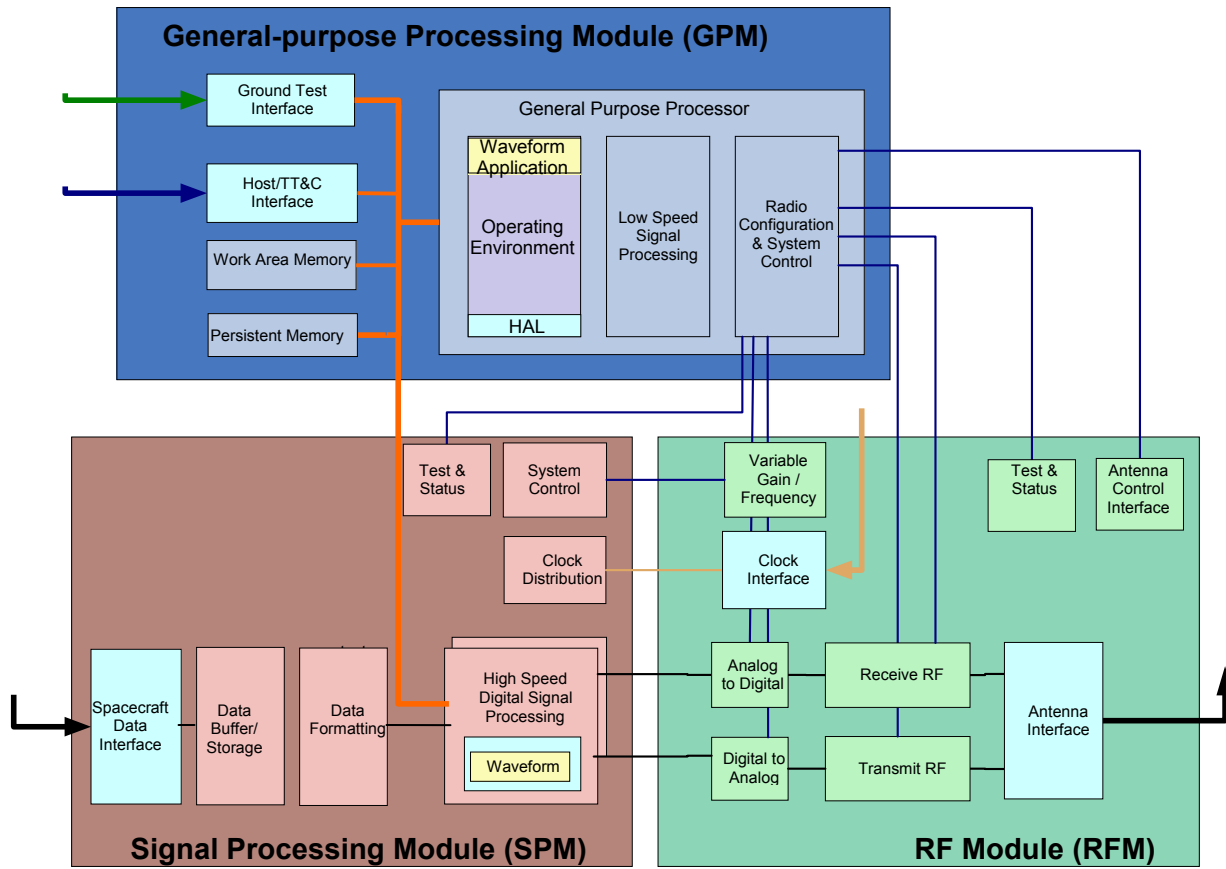 General-purpose Processing Module (GPM)
Ground Test
Interface
Host/TT&C
Interface
Work Area Memory
Persistent Memory
General Purpose Processor
Waveform
Application
Operating
Environment
HAL
Low Speed
Signal
Processing
Radio
Configuration
& System
Control
Test &
Status
System
Control
Clock
Distribution
Spacecraft
Data
Interface
Data
Buffer/
Storage
Data
Formatting
High Speed
Digital Signal
Processing
Waveform
Signal Processing Module (SPM)
Variable
Gain /
Frequency
Clock
Interface
Test &
Status
Antenna
Control
Interface
Analog
to Digital
Receive RF
Digital to
Analog
Transmit RF
Antenna
Interface
RF Module (RFM)